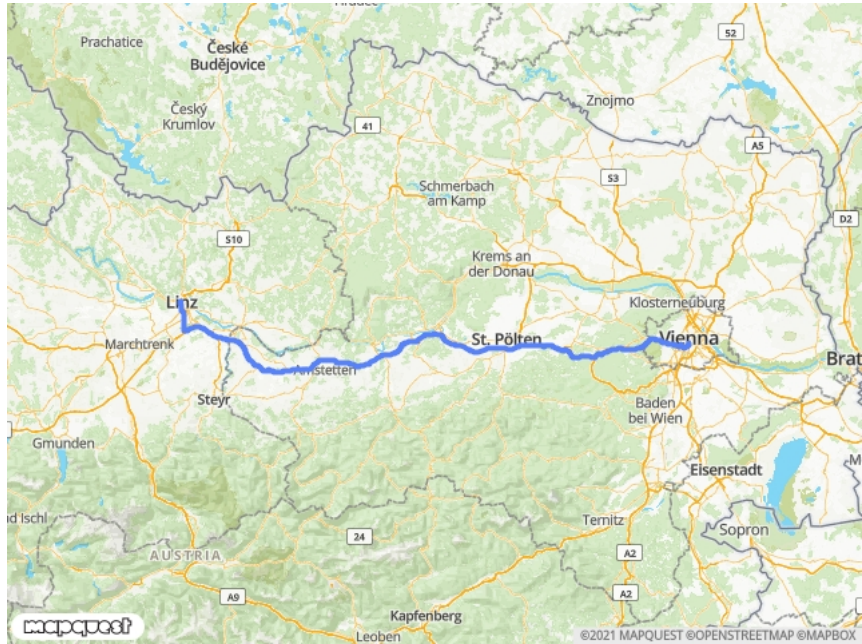 Prachatice
České
Budějovice
52
Český
Krumlov
Znojmo
41
A5
Schmerbach
am Kamp
S3
D2
S10
Krems an
der Donau
Linz
Klosterneuburg
Marchtrenk
St. Pölten
Vienna
Amstetten
Brat
Steyr
Baden
bei Wien
Gmunden
Eisenstadt
d Ischl
Ternitz
Sopron
24
AUSTRIA
A2
A9
A2
Kapfenberg
mapquest
Leoben
©2021 MAPQUEST ©OPENSTREETMAP ©MAPBOX